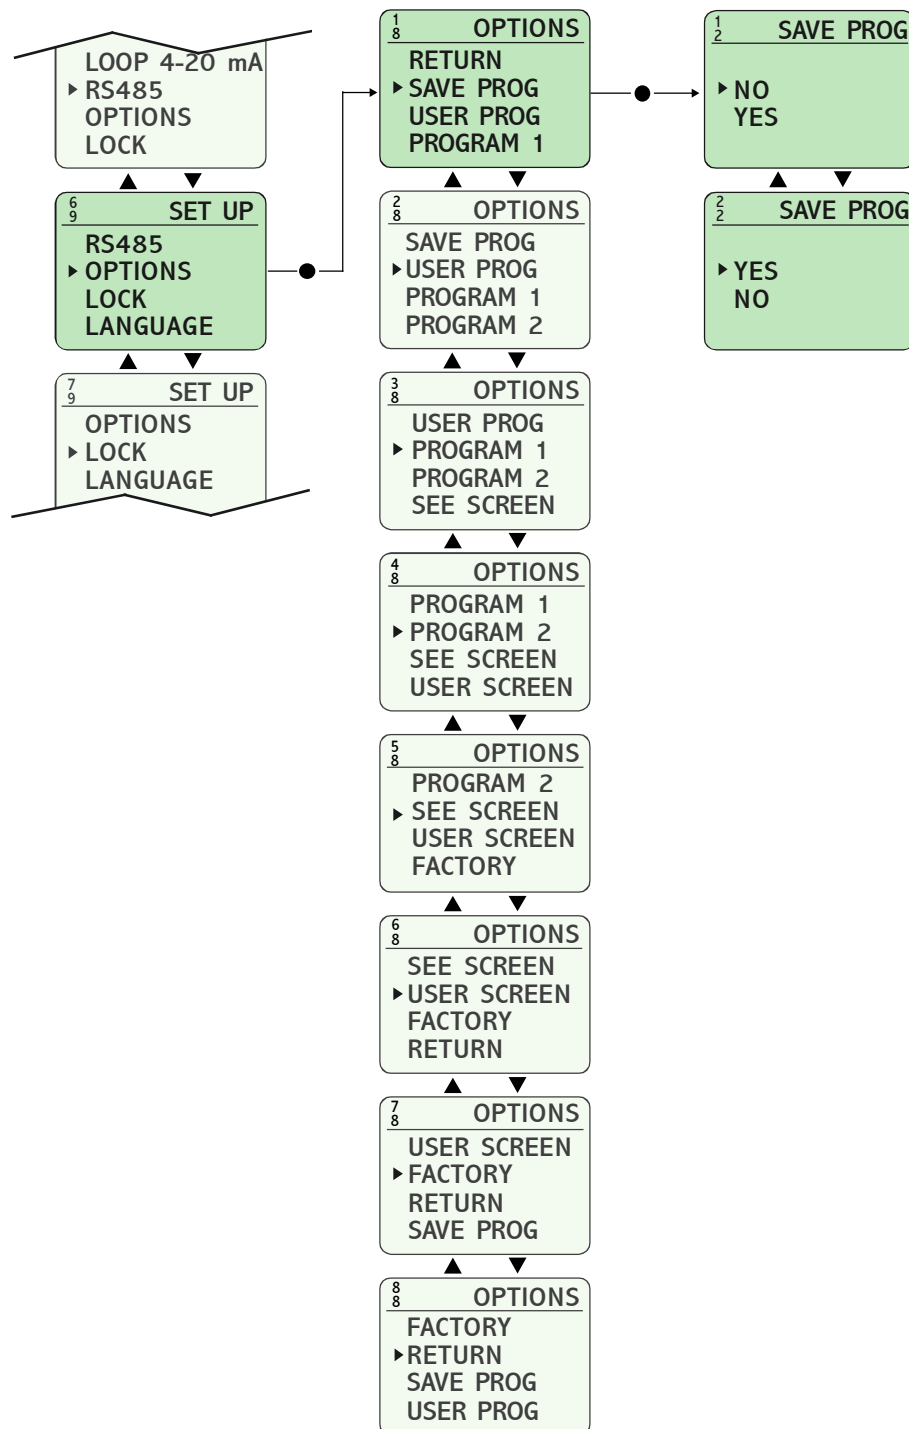 LOOP 4-20 mA
RS485
OPTIONS
LOCK
6
9
SET UP
RS485
OPTIONS
LOCK
LANGUAGE
7
9
SET UP
OPTIONS
LOCK
LANGUAGE
1
8
OPTIONS
RETURN
SAVE PROG
USER PROG
PROGRAM 1
2
8
OPTIONS
SAVE PROG
USER PROG
PROGRAM 1
PROGRAM 2
3
8
OPTIONS
USER PROG
PROGRAM 1
PROGRAM 2
SEE SCREEN
4
8
OPTIONS
PROGRAM 1
PROGRAM 2
SEE SCREEN
USER SCREEN
5
8
OPTIONS
PROGRAM 2
SEE SCREEN
USER SCREEN
FACTORY
6
8
OPTIONS
SEE SCREEN
USER SCREEN
FACTORY
RETURN
7
8
OPTIONS
USER SCREEN
FACTORY
RETURN
SAVE PROG
8
8
OPTIONS
FACTORY
RETURN
SAVE PROG
USER PROG
1
2
SAVE PROG
NO
YES
2
2
SAVE PROG
YES
NO